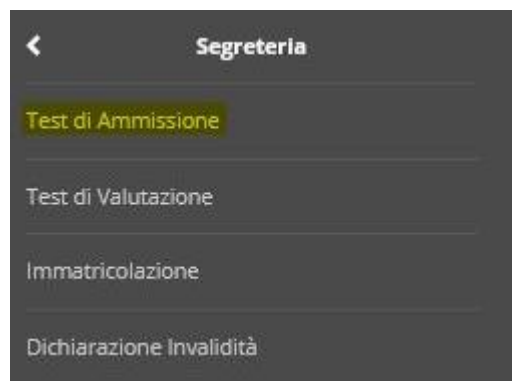 Segreteria
Test di Ammissione
Test di Valutazione
Immatricolazione
Dichiarazione Invalidità